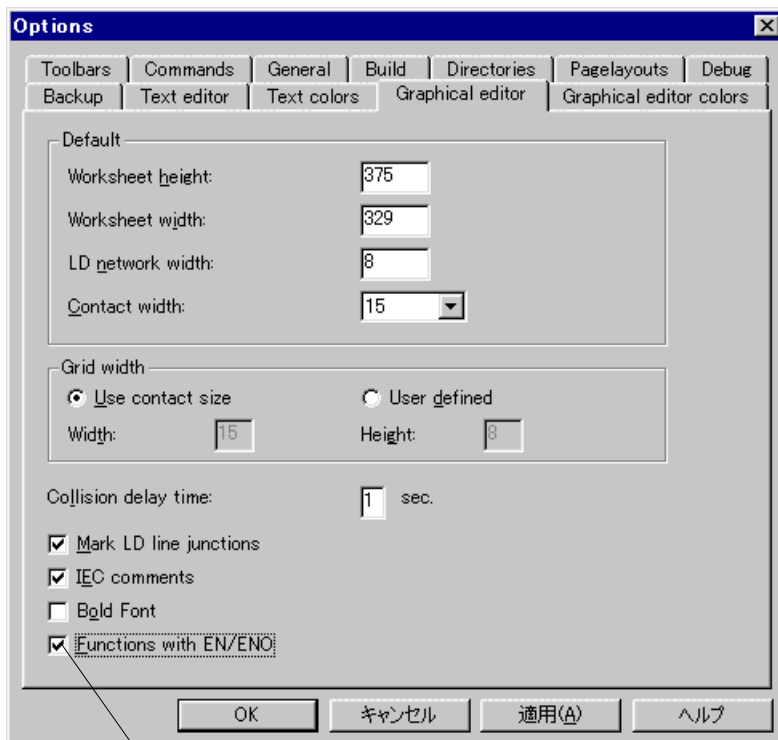 Options
Toolbars Commands General Build Directories Pagelayouts Debug
Backup Text editor Text colors Graphical editor Graphical editor colors
Default
Worksheet height: 375
Worksheet width: 329
LD network width: 8
Contact width: 15
Grid width
Use contact size User defined
Width: 15 Height: 8
Collision delay time: 1 sec.
Mark LD line junctions
IEC comments
Bold Font
Functions with EN/ENO
OK キャンセル 適用(A) ヘルプ